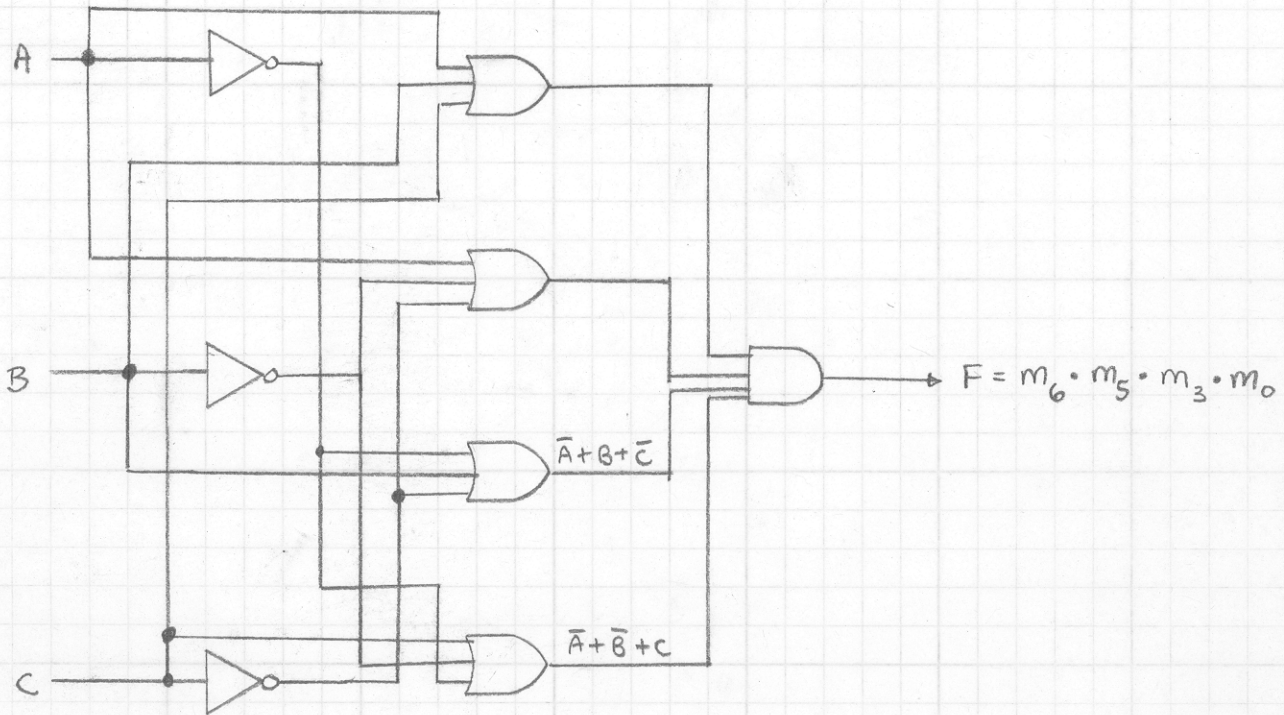 A
B
F = m₆ · m₅ · m₃ · m₀
Ā + B + C̄
Ā + B̄ + C
C